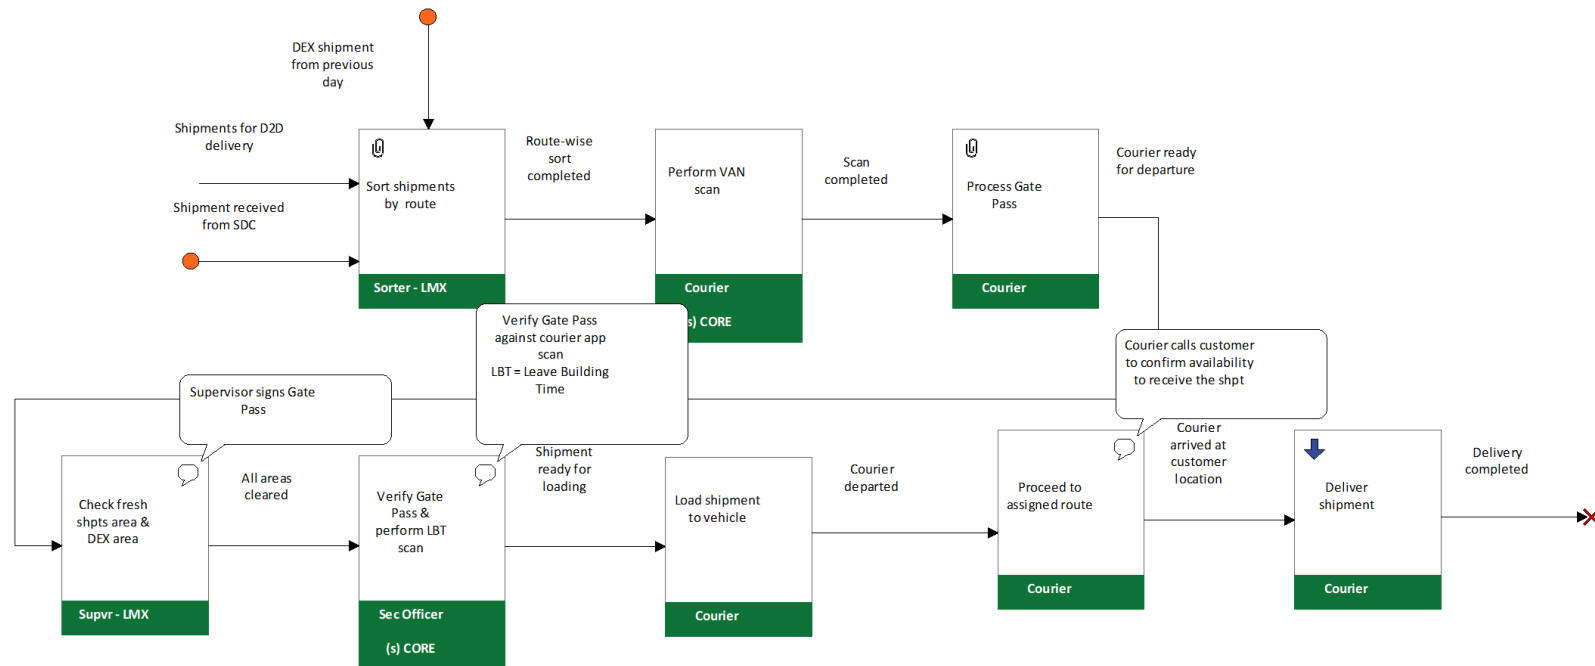 DEX shipment
from previous
day
Shipments for D2D
delivery
Shipment received
from SDC
Sort shipments
by route
Sorter - LMX
Route-wise
sort
completed
Perform VAN
scan
Courier
s) CORE
Scan
completed
Process Gate
Pass
Courier
Courier ready
for departure
Supervisor signs Gate
Pass
Verify Gate Pass
against courier app
scan
LBT = Leave Building
Time
Courier calls customer
to confirm availability
to receive the shpt
Check fresh
shpts area &
DEX area
Supvr - LMX
All areas
cleared
Verify Gate
Pass &
perform LBT
scan
Sec Officer
(s) CORE
Shipment
ready for
loading
Load shipment
to vehicle
Courier
Courier
departed
Proceed to
assigned route
Courier
Courier
arrived at
customer
location
Deliver
shipment
Courier
Delivery
completed